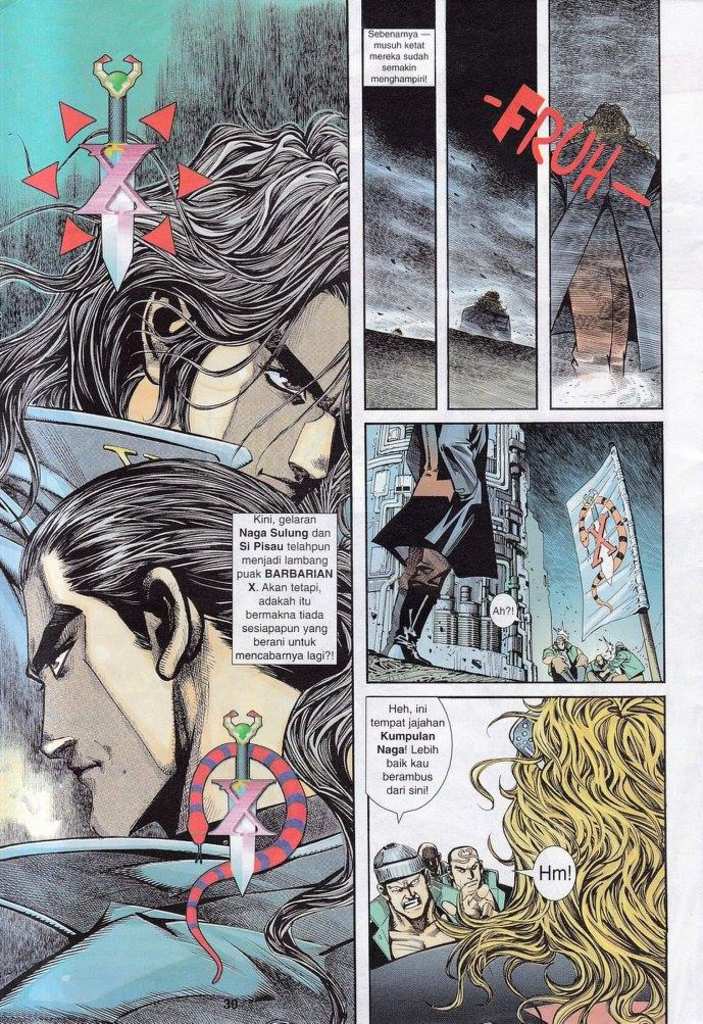 X
Kini, gelaran
Naga Sulung dan
Si Pisau telahpun
menjadi lambang
puak BARBARIAN
X. Akan tetapi,
adakah itu
bermakna tiada
sesiapapun yang
berani untuk
mencabarnya lagi?!
X
30
Sebenarnya —
musuh ketat
mereka sudah
semakin
menghampiri!
-FRUH-
X
Ah?!
Heh, ini
tempat jajahan
Kumpulan
Naga! Lebih
baik kau
berambus
dari sini!
Hm!